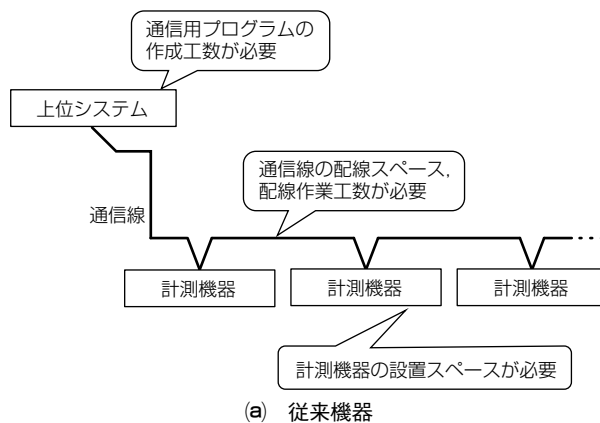 通信用プログラムの
作成工数が必要
上位システム
通信線の配線スペース,
配線作業工数が必要
通信線
計測機器
計測機器
計測機器
計測機器の設置スペースが必要
(a) 従来機器